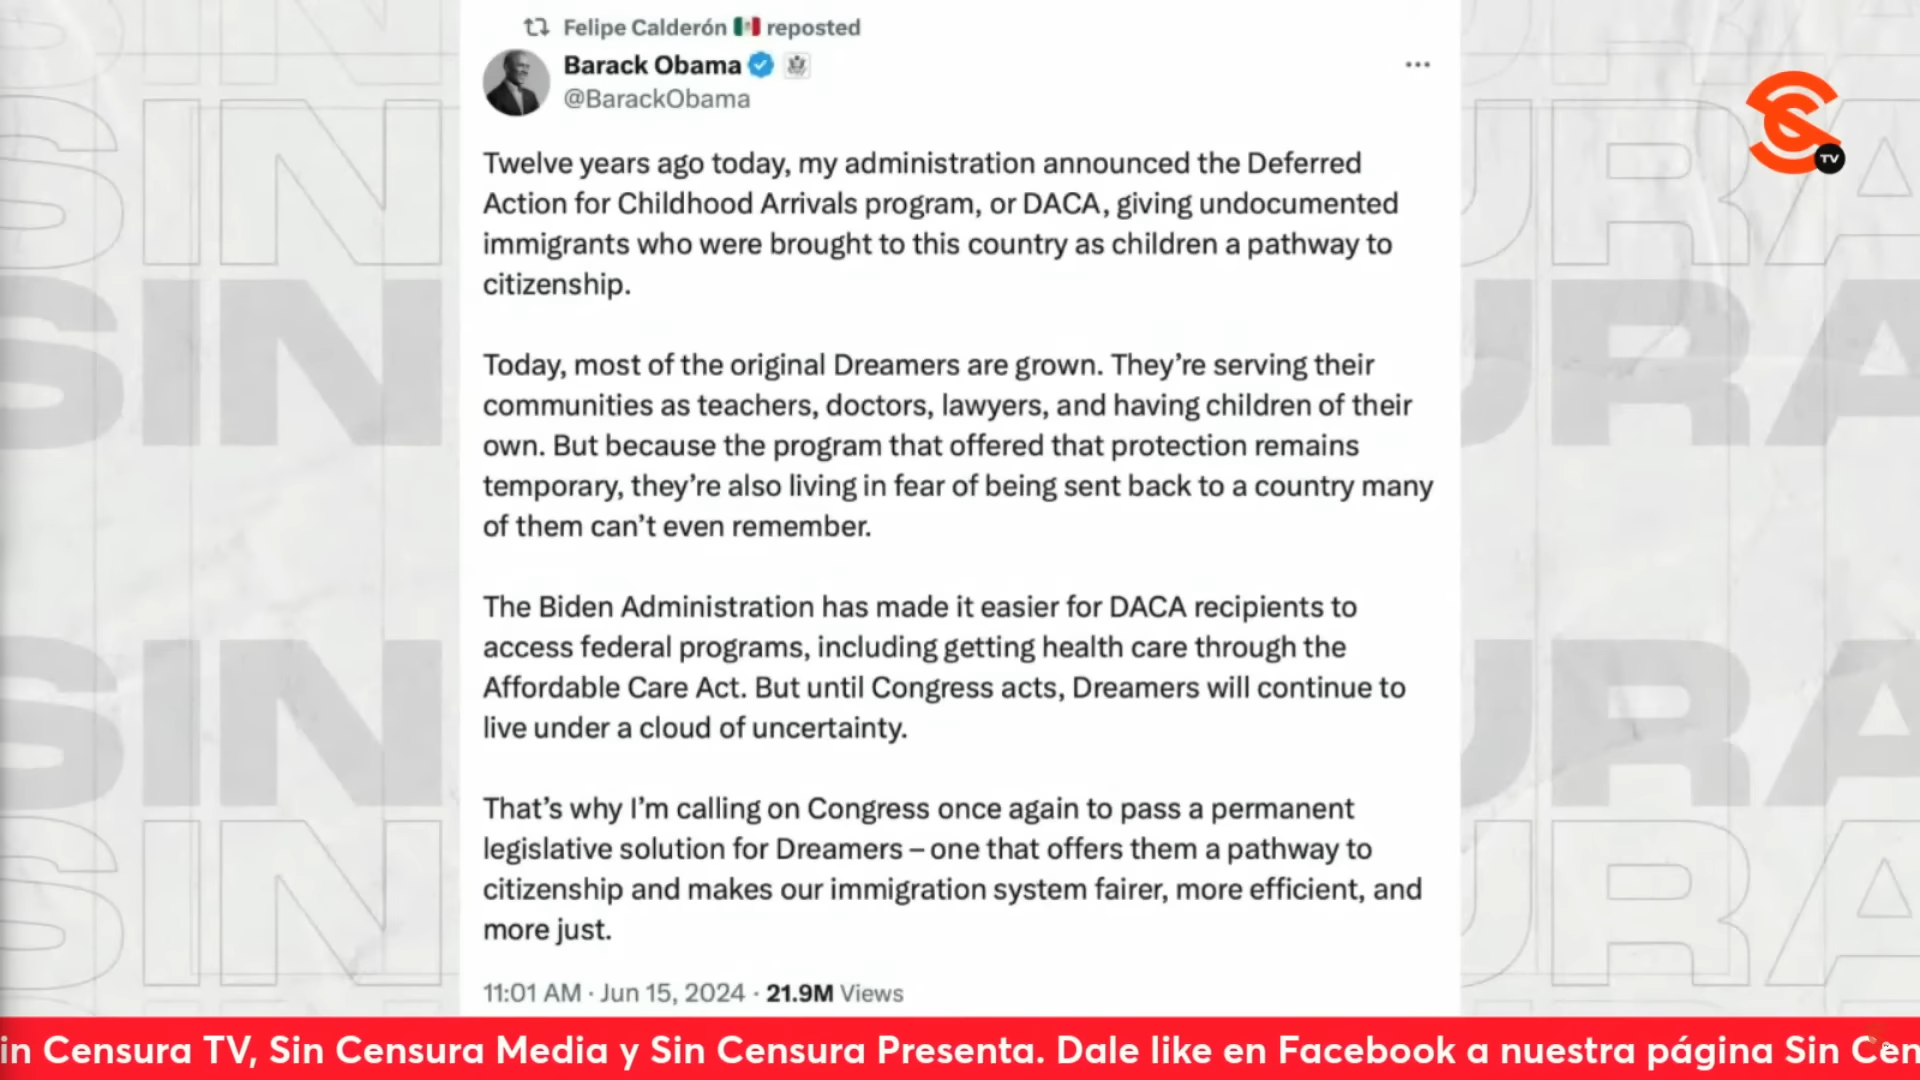 Felipe Calderón reposted
Barack Obama
@BarackObama
TV
Twelve years ago today, my administration announced the Deferred
Action for Childhood Arrivals program, or DACA, giving undocumented
immigrants who were brought to this country as children a pathway to
citizenship.
Today, most of the original Dreamers are grown. They’re serving their
communities as teachers, doctors, lawyers, and having children of their
own. But because the program that offered that protection remains
temporary, they’re also living in fear of being sent back to a country many
of them can’t even remember.
The Biden Administration has made it easier for DACA recipients to
access federal programs, including getting health care through the
Affordable Care Act. But until Congress acts, Dreamers will continue to
live under a cloud of uncertainty.
That’s why I’m calling on Congress once again to pass a permanent
legislative solution for Dreamers – one that offers them a pathway to
citizenship and makes our immigration system fairer, more efficient, and
more just.
11:01 AM · Jun 15, 2024 · 21.9M Views
SIN
URA
SIN
URA
SIN
URA
SIN
URA
in Censura TV, Sin Censura Media y Sin Censura Presenta. Dale like en Facebook a nuestra página Sin Cen